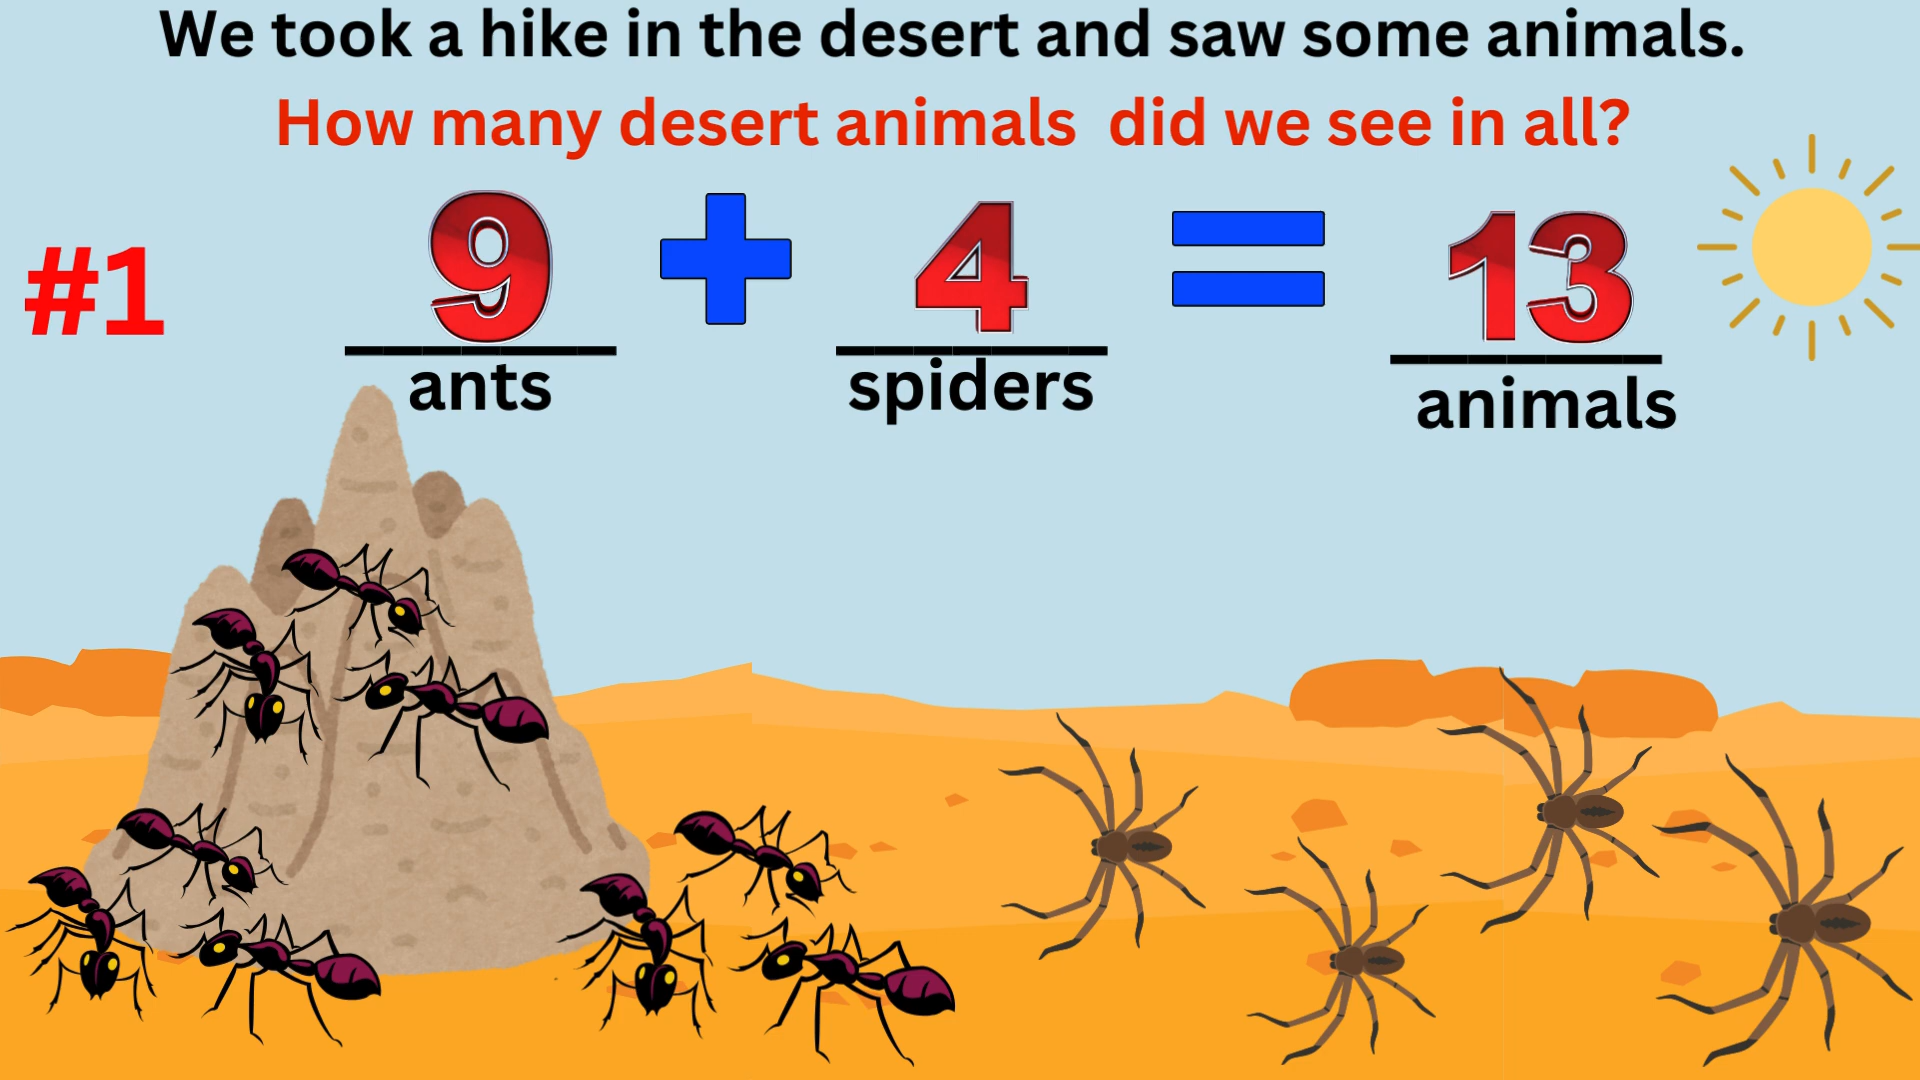 We took a hike in the desert and saw some animals.
How many desert animals did we see in all?
#1 9 + 4 = 13
ants spiders animals